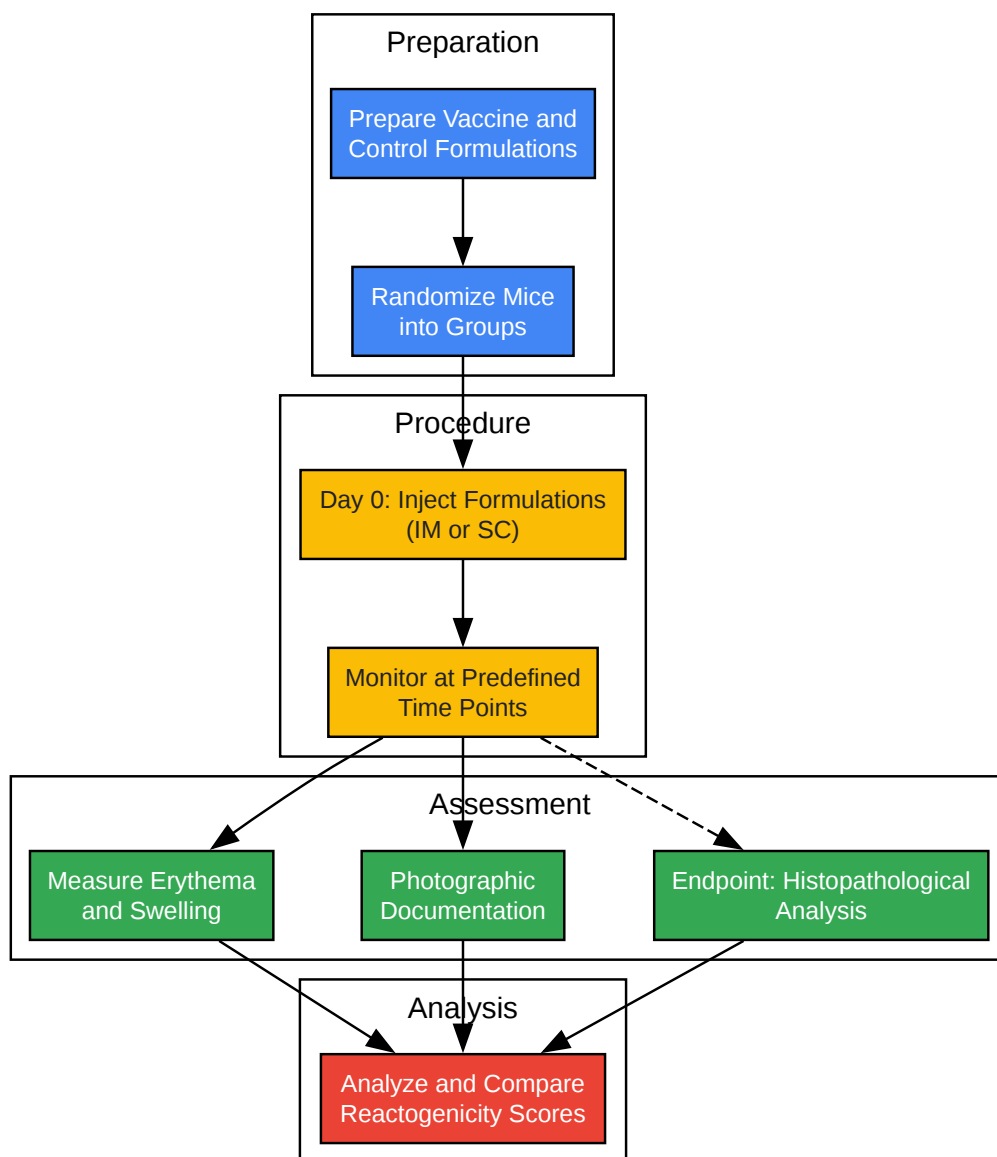 Preparation
Prepare Vaccine and
Control Formulations
Randomize Mice
into Groups
Procedure
Day 0: Inject Formulations
(IM or SC)
Monitor at Predefined
Time Points
Assessment
Measure Erythema
and Swelling
Photographic
Documentation
Endpoint: Histopathological
Analysis
Analysis
Analyze and Compare
Reactogenicity Scores